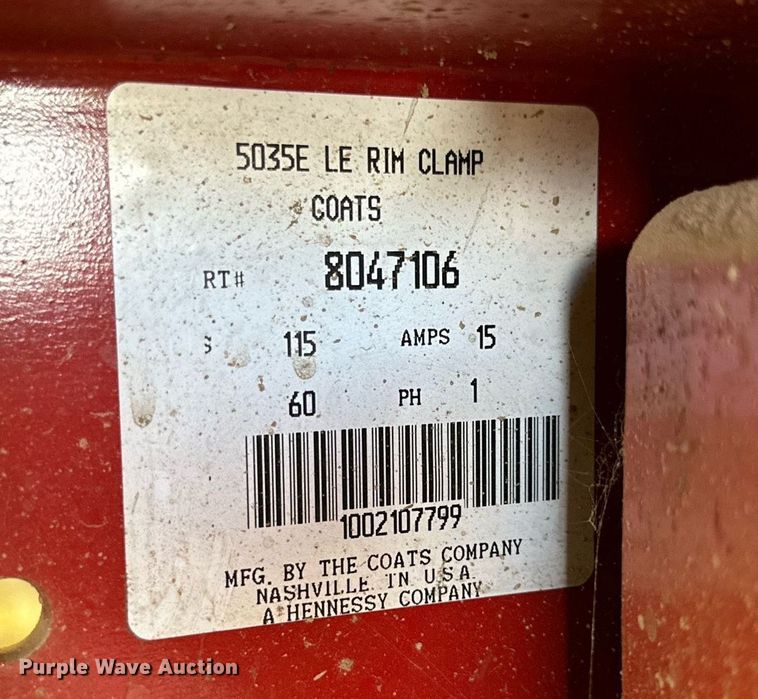 5035E LE RIM CLAMP
COATS
RT# 8047106
S 115 AMPS 15
60 PH 1
1002107799
MFG. BY THE COATS COMPANY
NASHVILLE, TN U.S.A.
A HENNESSY COMPANY
Purple Wave Auction